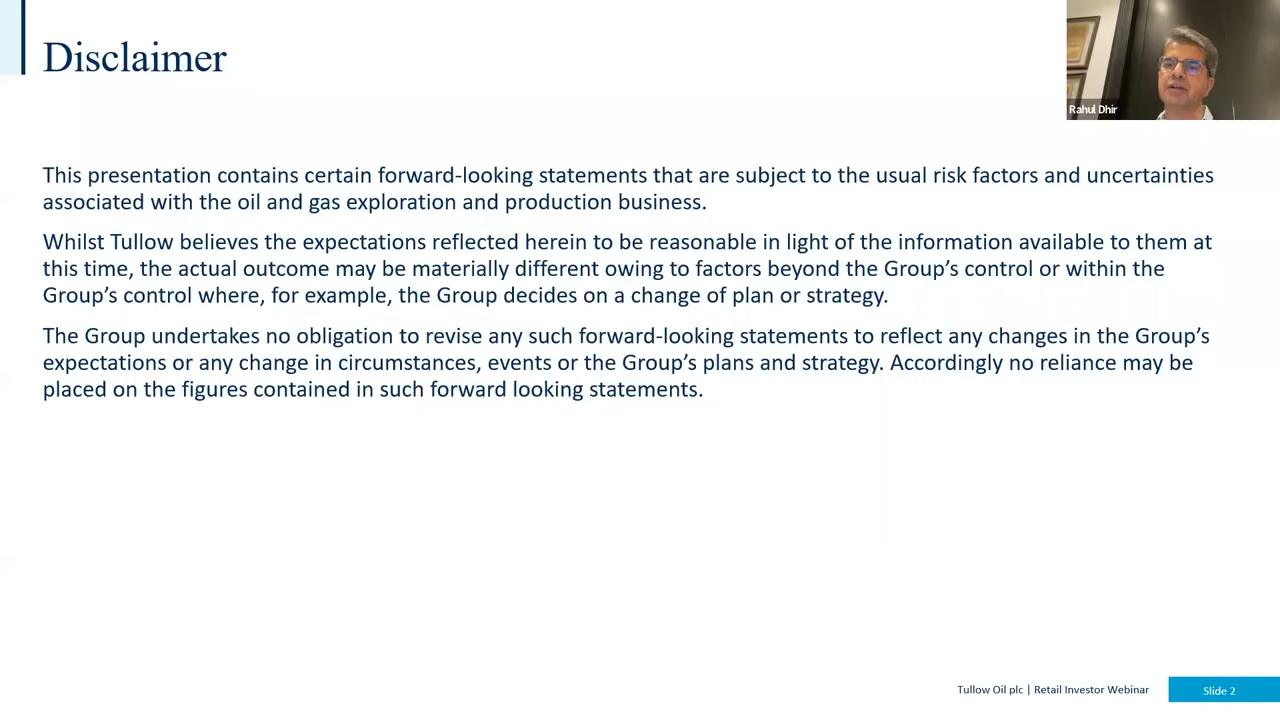 Disclaimer
Rahul Dhir
This presentation contains certain forward-looking statements that are subject to the usual risk factors and uncertainties
associated with the oil and gas exploration and production business.
Whilst Tullow believes the expectations reflected herein to be reasonable in light of the information available to them at
this time, the actual outcome may be materially different owing to factors beyond the Group’s control or within the
Group’s control where, for example, the Group decides on a change of plan or strategy.
The Group undertakes no obligation to revise any such forward-looking statements to reflect any changes in the Group’s
expectations or any change in circumstances, events or the Group’s plans and strategy. Accordingly no reliance may be
placed on the figures contained in such forward looking statements.
Tullow Oil plc | Retail Investor Webinar
Slide 2